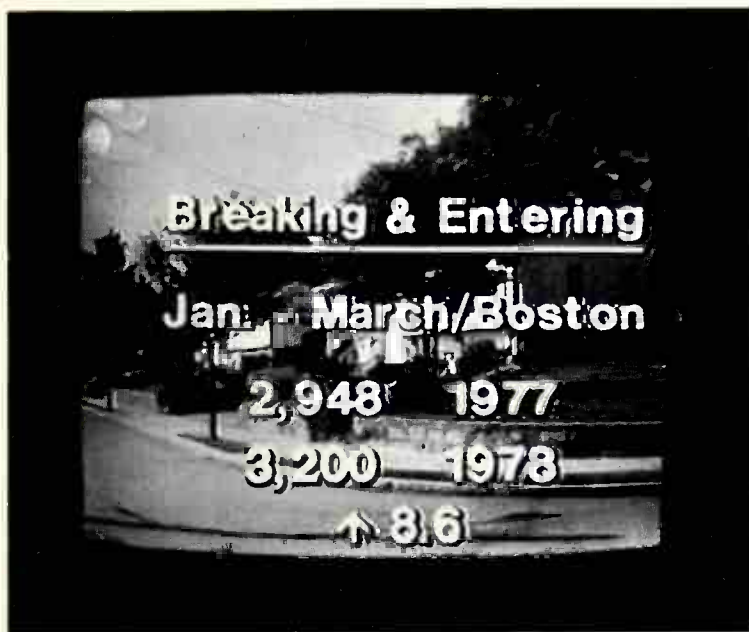 Breaking & Entering
Jan. - March/Boston
2,948 1977
3,200 1978
↑ 8.6